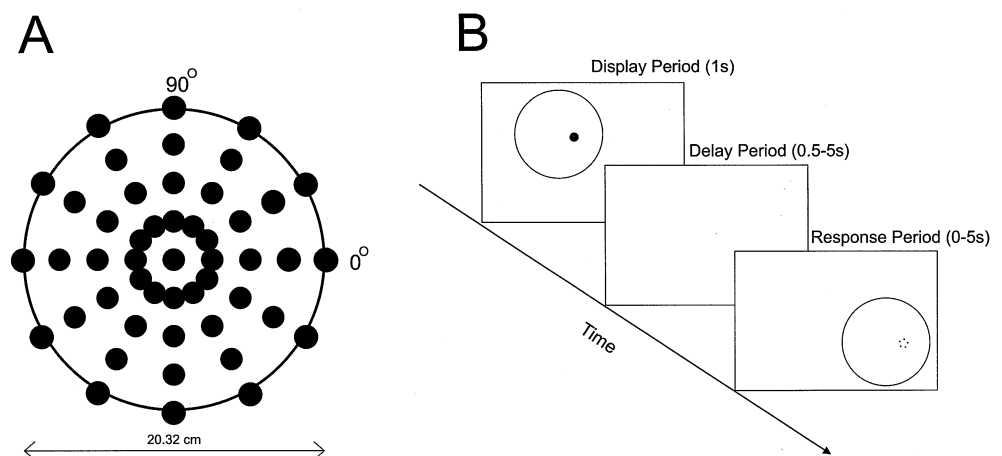 A
B
90°
0°
20.32 cm
Display Period (1s)
Delay Period (0.5-5s)
Response Period (0-5s)
Time